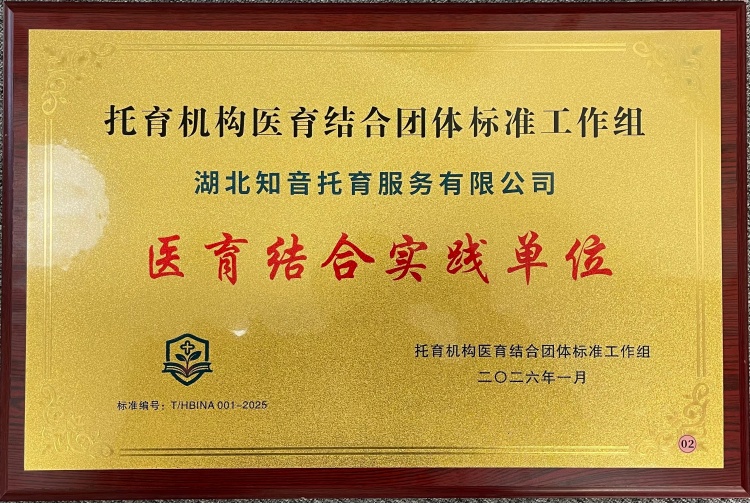 托育机构医育结合团体标准工作组
湖北知音托育服务有限公司
医育结合实践单位
托育机构医育结合团体标准工作组
二〇二六年一月
标准编号：T/HBINA 001-2025
02